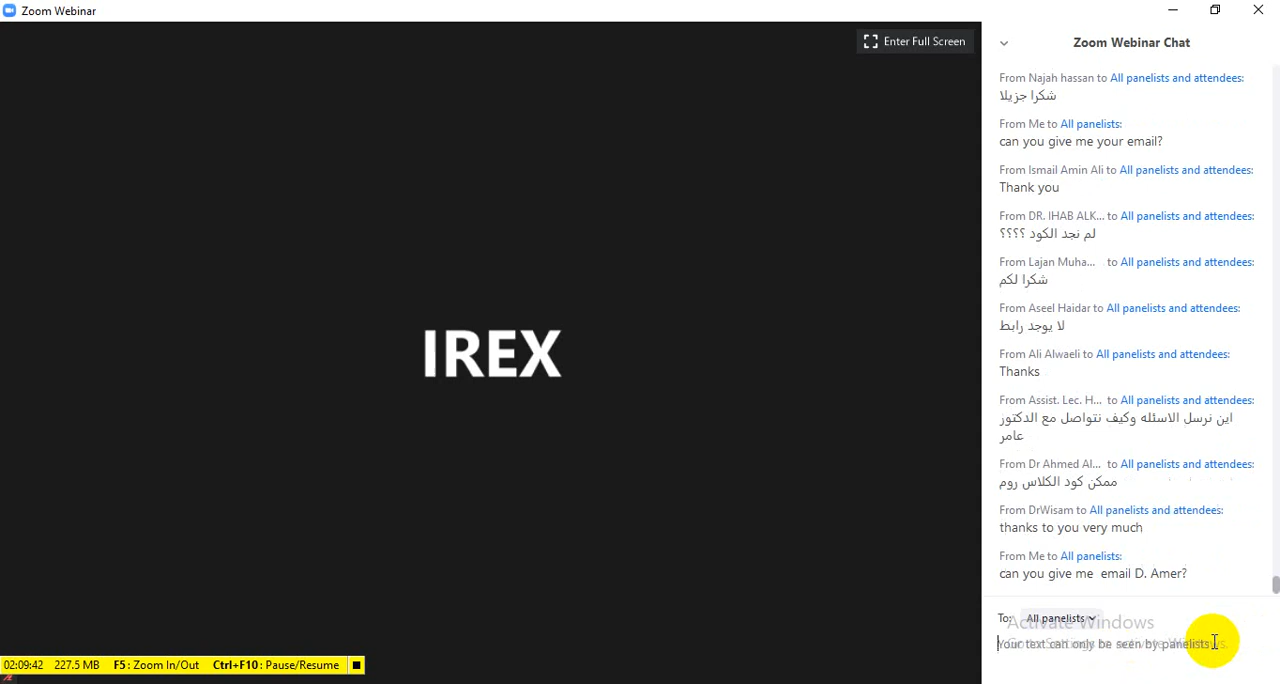 Zoom Webinar
Enter Full Screen
IREX
Zoom Webinar Chat
From Najah hassan to All panelists and attendees:
شكرا جزيلا
From Me to All panelists:
can you give me your email?
From Ismail Amin Ali to All panelists and attendees:
Thank you
From DR. IHAB ALK... to All panelists and attendees:
لم نجد الكود ؟؟؟؟
From Lajan Muha... to All panelists and attendees:
شكرا لكم
From Aseel Haidar to All panelists and attendees:
لا يوجد رابط
From Ali Alwaeli to All panelists and attendees:
Thanks
From Assist. Lec. H... to All panelists and attendees:
اين نرسل الاسئله وكيف نتواصل مع الدكتور
عامر
From Dr Ahmed Al... to All panelists and attendees:
ممكن كود الكلاس روم
From DrWisam to All panelists and attendees:
thanks to you very much
From Me to All panelists:
can you give me  email D. Amer?
To: All panelists
Activate Windows
Your text can only be seen by panelists
Go to Settings to activate Windows.
02:09:42 227.5 MB F5: Zoom In/Out Ctrl+F10: Pause/Resume